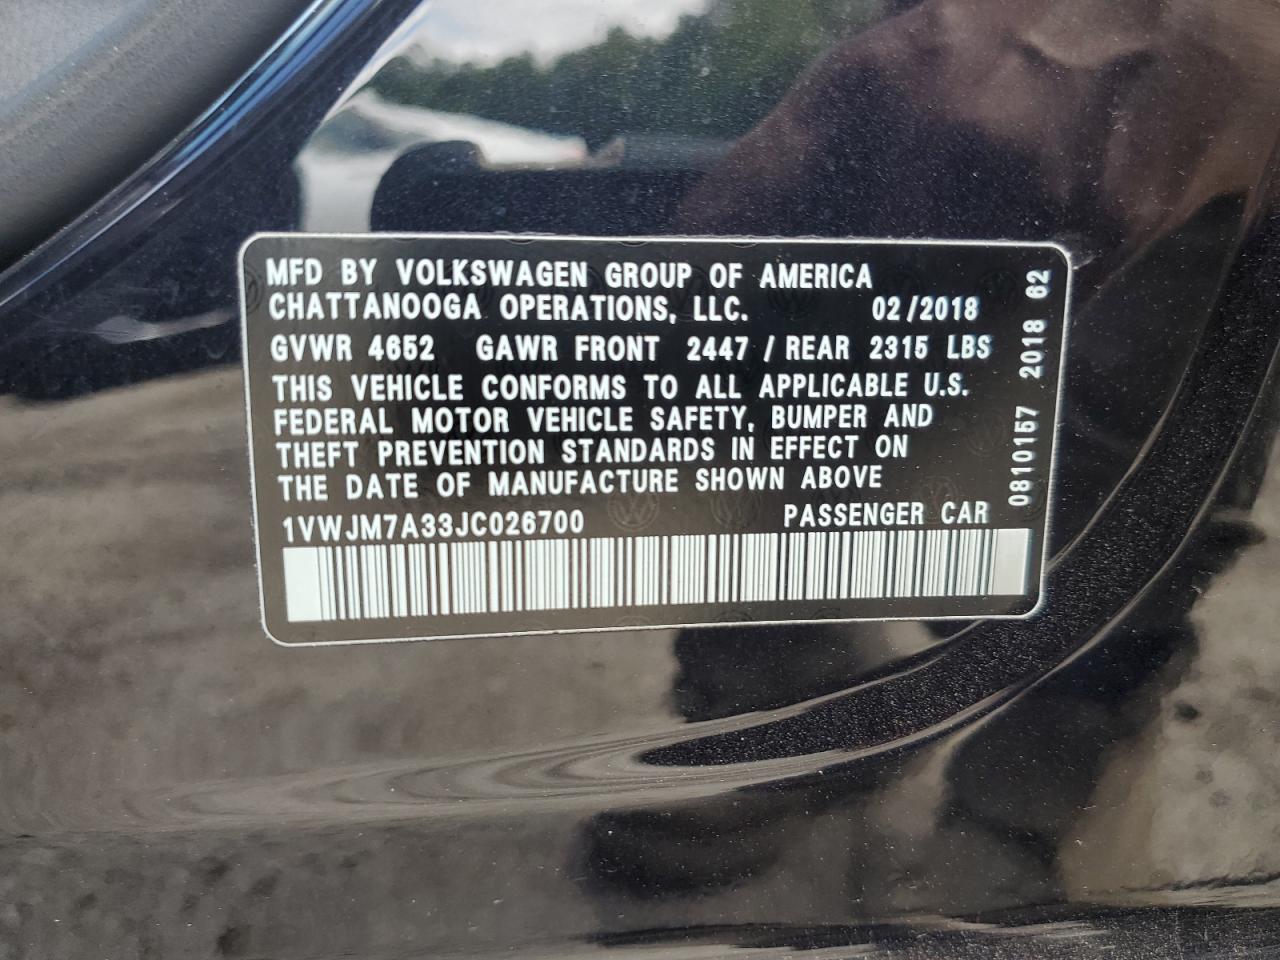 MFD BY VOLKSWAGEN GROUP OF AMERICA
CHATTANOOGA OPERATIONS, LLC. 02/2018
GVWR 4652 GAWR FRONT 2447 / REAR 2315 LBS
THIS VEHICLE CONFORMS TO ALL APPLICABLE U.S.
FEDERAL MOTOR VEHICLE SAFETY, BUMPER AND
THEFT PREVENTION STANDARDS IN EFFECT ON
THE DATE OF MANUFACTURE SHOWN ABOVE
1VWJM7A33JC026700 PASSENGER CAR
0810157 2018 62